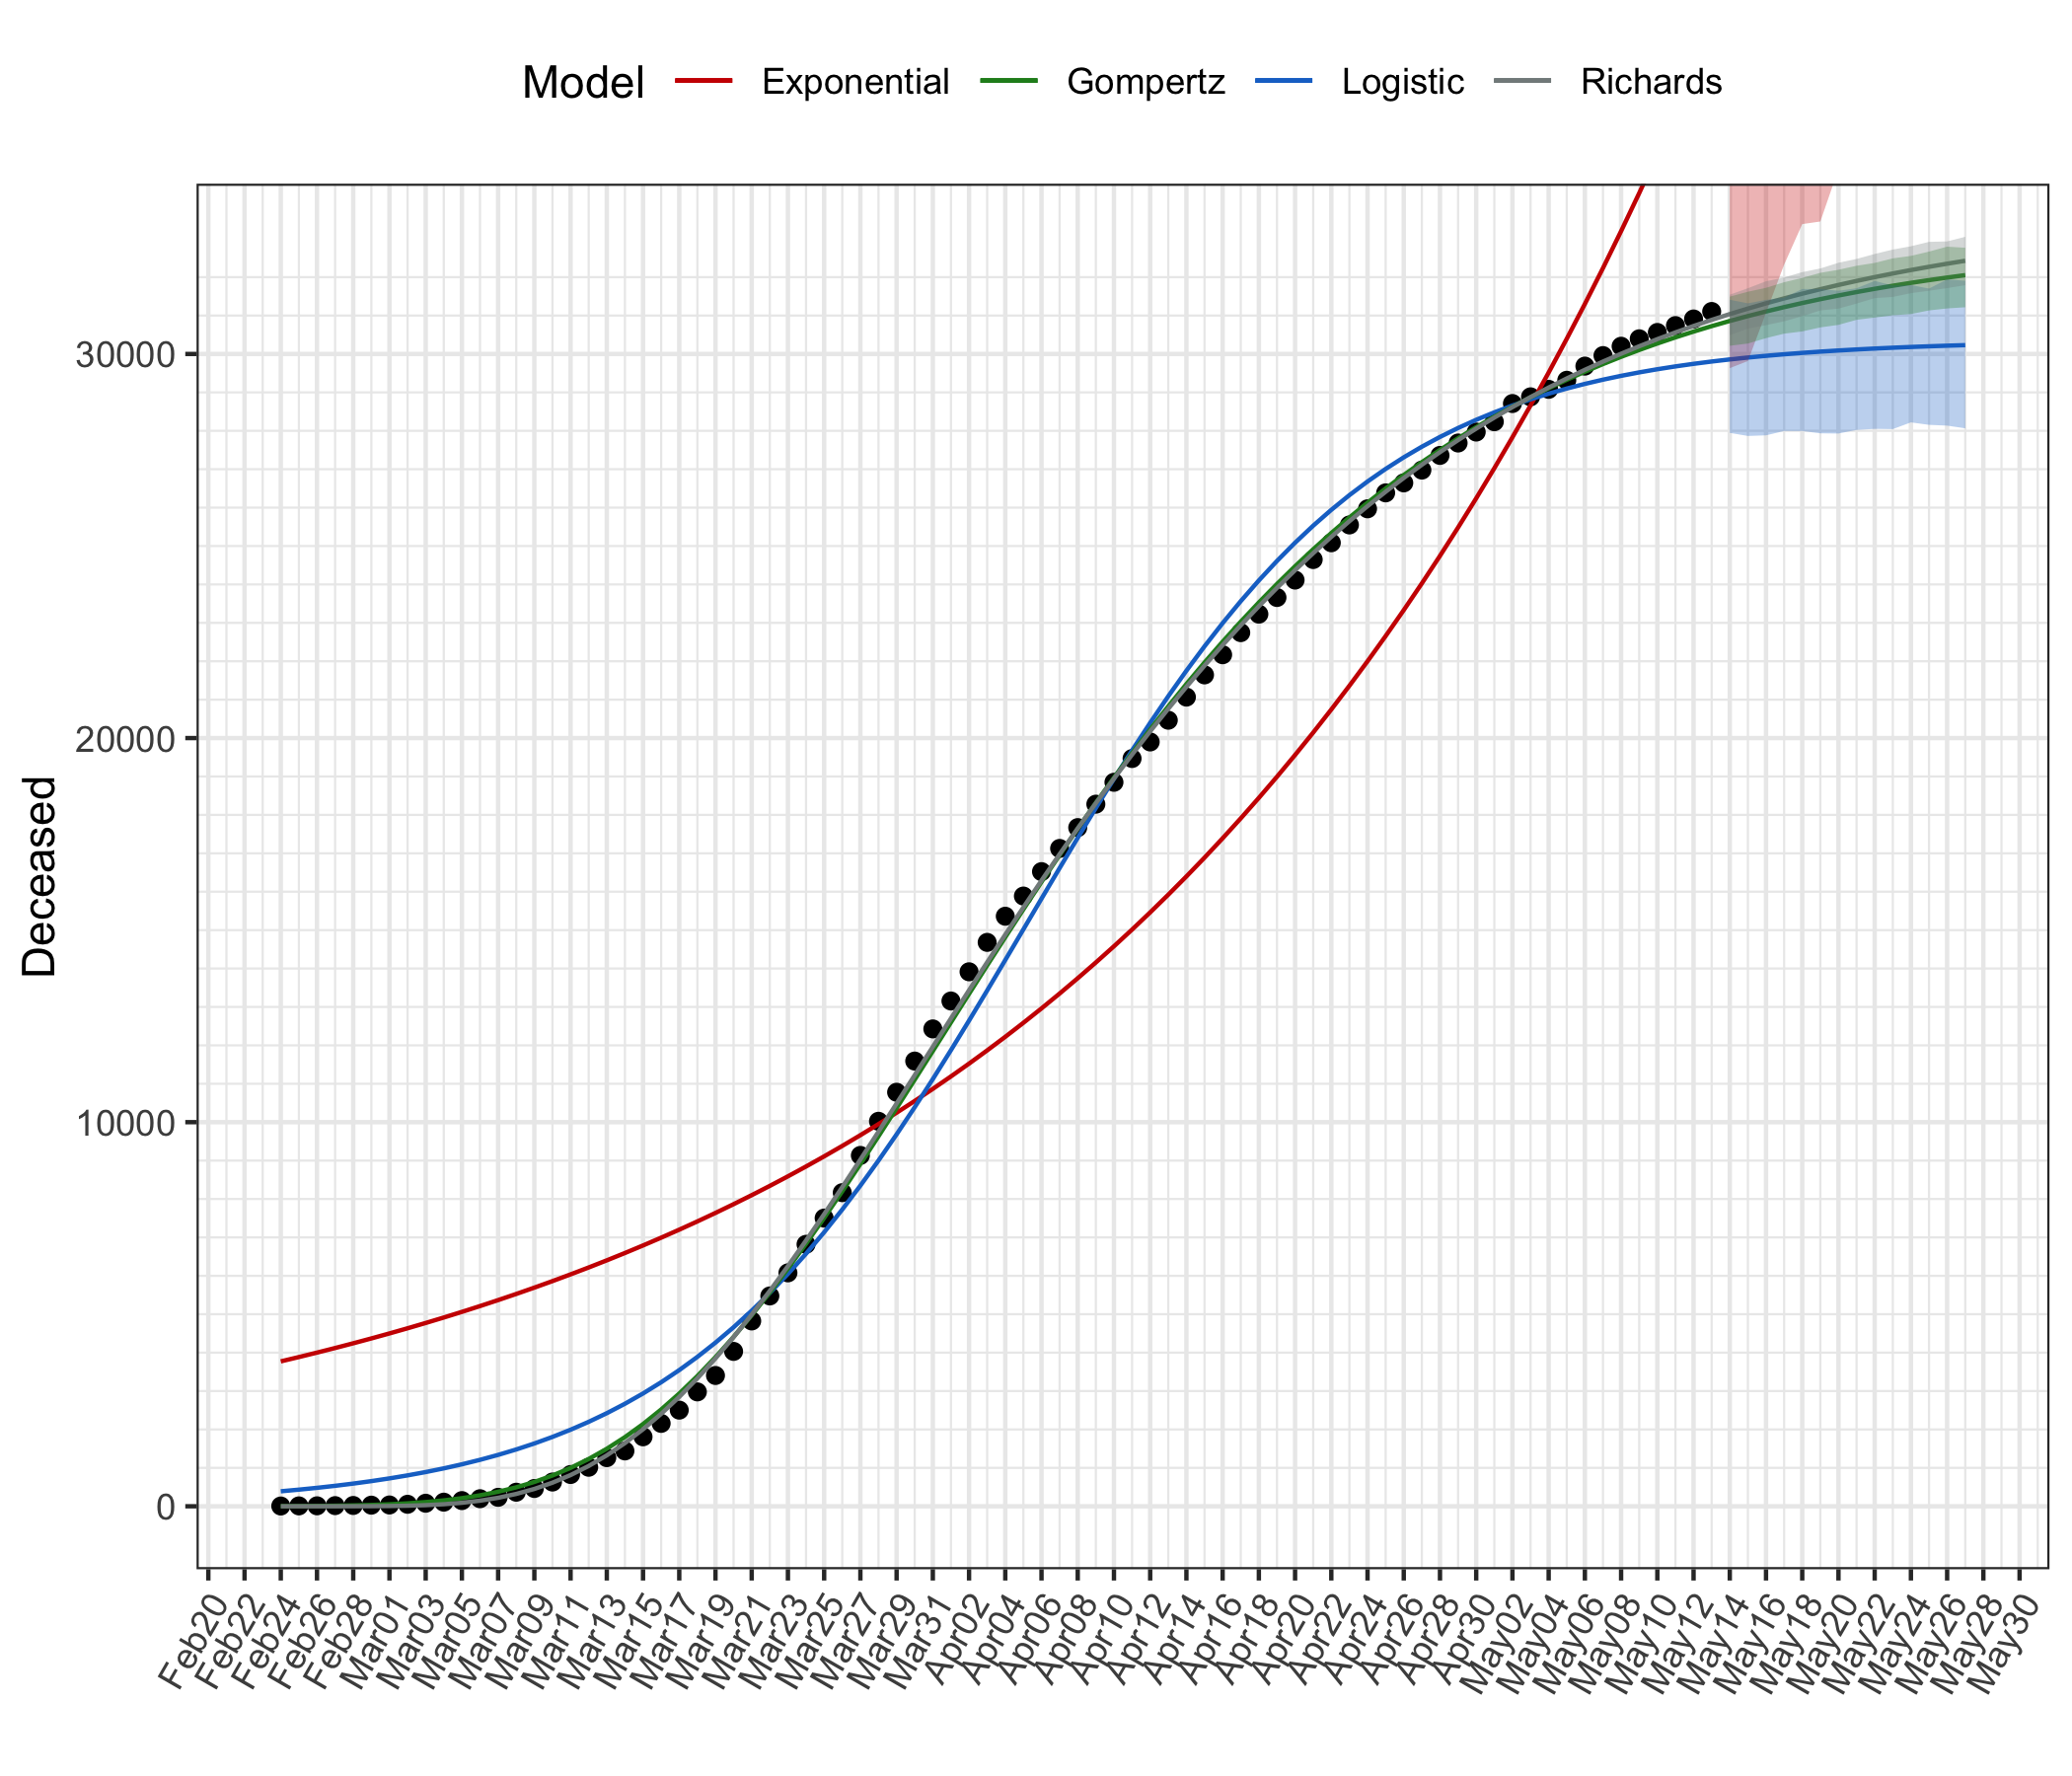 Model Exponential Gompertz Logistic Richards
30000
20000
10000
0
Deceased
Feb20 Feb22 Feb24 Feb26 Feb28 Mar01 Mar03 Mar05 Mar07 Mar09 Mar11 Mar13 Mar15 Mar17 Mar19 Mar21 Mar23 Mar25 Mar27 Mar29 Mar31 Apr02 Apr04 Apr06 Apr08 Apr10 Apr12 Apr14 Apr16 Apr18 Apr20 Apr22 Apr24 Apr26 Apr28 Apr30 May02 May04 May06 May08 May10 May12 May14 May16 May18 May20 May22 May24 May26 May28 May30